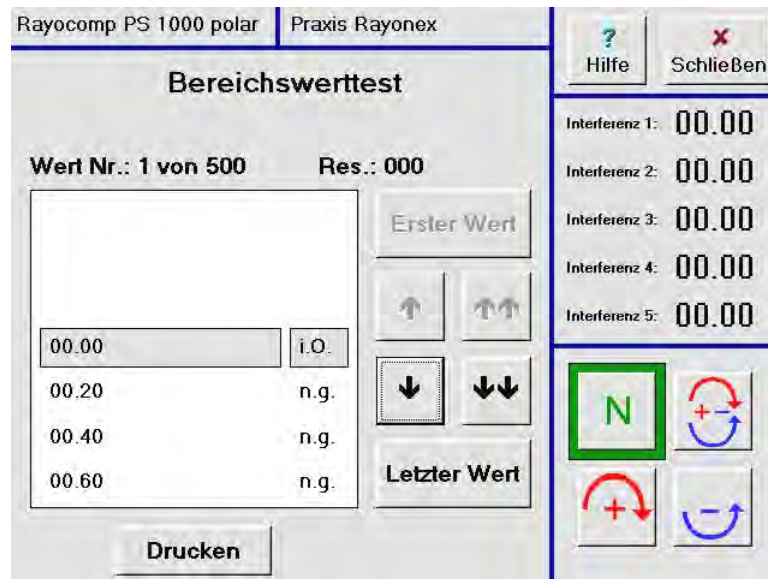 Rayocomp PS 1000 polar
Praxis Rayonex
? Hilfe
x Schließen
Bereichswerttest
Wert Nr.: 1 von 500 Res.: 000
Erster Wert
00.00 i.O.
00.20 n.g.
00.40 n.g.
00.60 n.g.
Letzter Wert
Drucken
Interferenz 1: 00.00
Interferenz 2: 00.00
Interferenz 3: 00.00
Interferenz 4: 00.00
Interferenz 5: 00.00
N
+ -
+
-